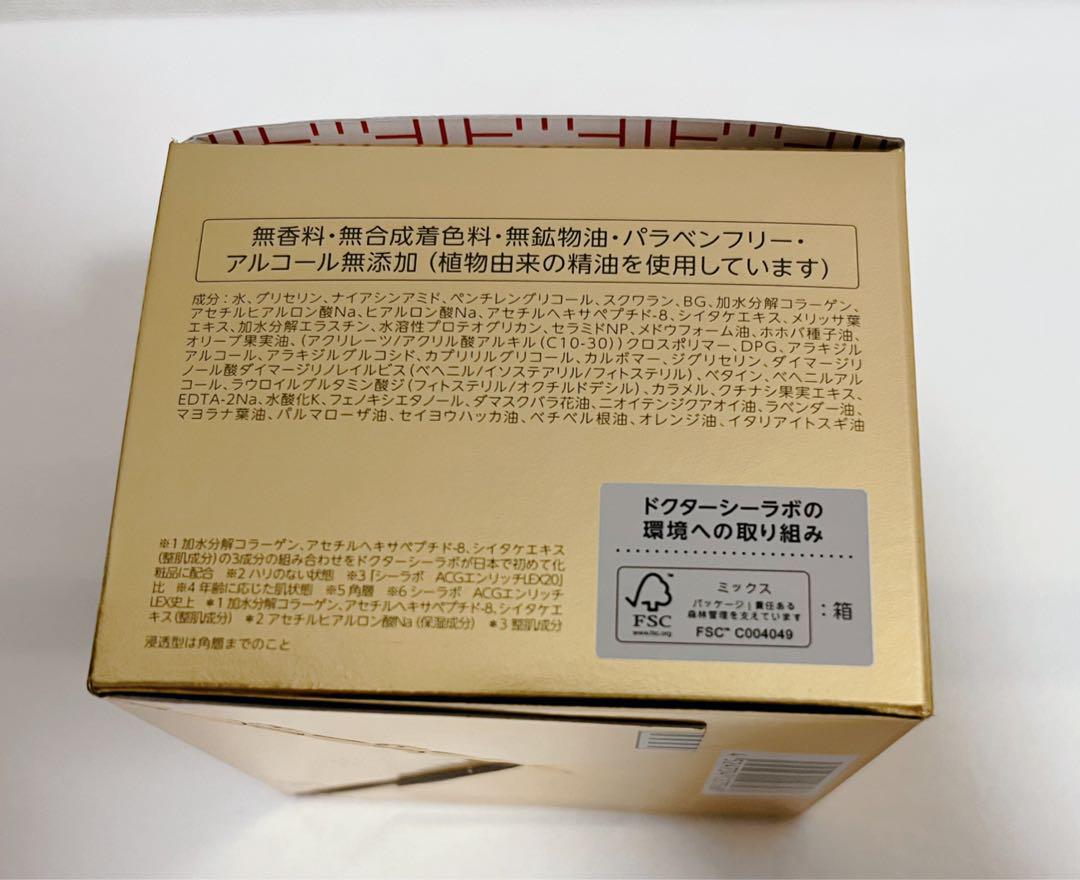 無香料・無合成着色料・無鉱物油・パラベンフリー・
アルコール無添加（植物由来の精油を使用しています）
成分：水、グリセリン、ナイアシンアミド、ペンチレングリコール、スクワラン、BG、加水分解コラーゲン、
アセチルヒアルロン酸Na、ヒアルロン酸Na、アセチルヘキサペプチド-8、シイタケエキス、メリッサ葉
エキス、加水分解エラスチン、水溶性プロテオグリカン、セラミドNP、メドウフォーム油、ホホバ種子油、
オリーブ果実油、（アクリレーツ/アクリル酸アルキル(C10-30)）クロスポリマー、DPG、アラキジル
アルコール、アラキジルグルコシド、カプリリルグリコール、カルボマー、ジグリセリン、ダイマージリ
ノール酸ダイマージリノレイルビス(ベヘニル/イソステアリル/フィトステリル)、ベタイン、ベヘニルアル
コール、ラウロイルグルタミン酸ジ(フィトステリル/オクチルドデシル)、カラメル、クチナシ果実エキス、
EDTA-2Na、水酸化K、フェノキシエタノール、ダマスクバラ花油、ニオイテンジクアオイ油、ラベンダー油、
マヨラナ葉油、パルマローザ油、セイヨウハッカ油、ベチベル根油、オレンジ油、イタリアイトスギ油
※1 加水分解コラーゲン、アセチルヘキサペプチド-8、シイタケエキス
(整肌成分)の3成分の組み合わせをドクターシーラボが日本で初めて化
粧品に配合 ※2 ハリのない状態 ※3「シーラボ ACGエンリッチLEX20」
比 ※4 年齢に応じた肌状態 ※5 角層 ※6 シーラボ ACGエンリッチ
LEX史上 *1 加水分解コラーゲン、アセチルヘキサペプチド-8、シイタケエ
キス(整肌成分) *2 アセチルヒアルロン酸Na(保湿成分) *3 整肌成分
浸透型は角層までのこと
ドクターシーラボの
環境への取り組み
ミックス
パッケージ | 責任ある
森林管理を支えています
FSC
www.fsc.org
FSC™ C004049
：箱